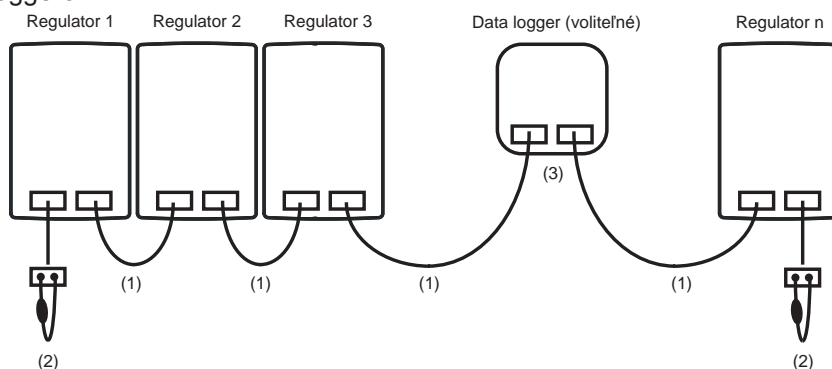 Regulator 1
Regulator 2
Regulator 3
Data logger (voliteľné)
Regulator n
(3)
(1)
(1)
(1)
(1)
(2)
(2)